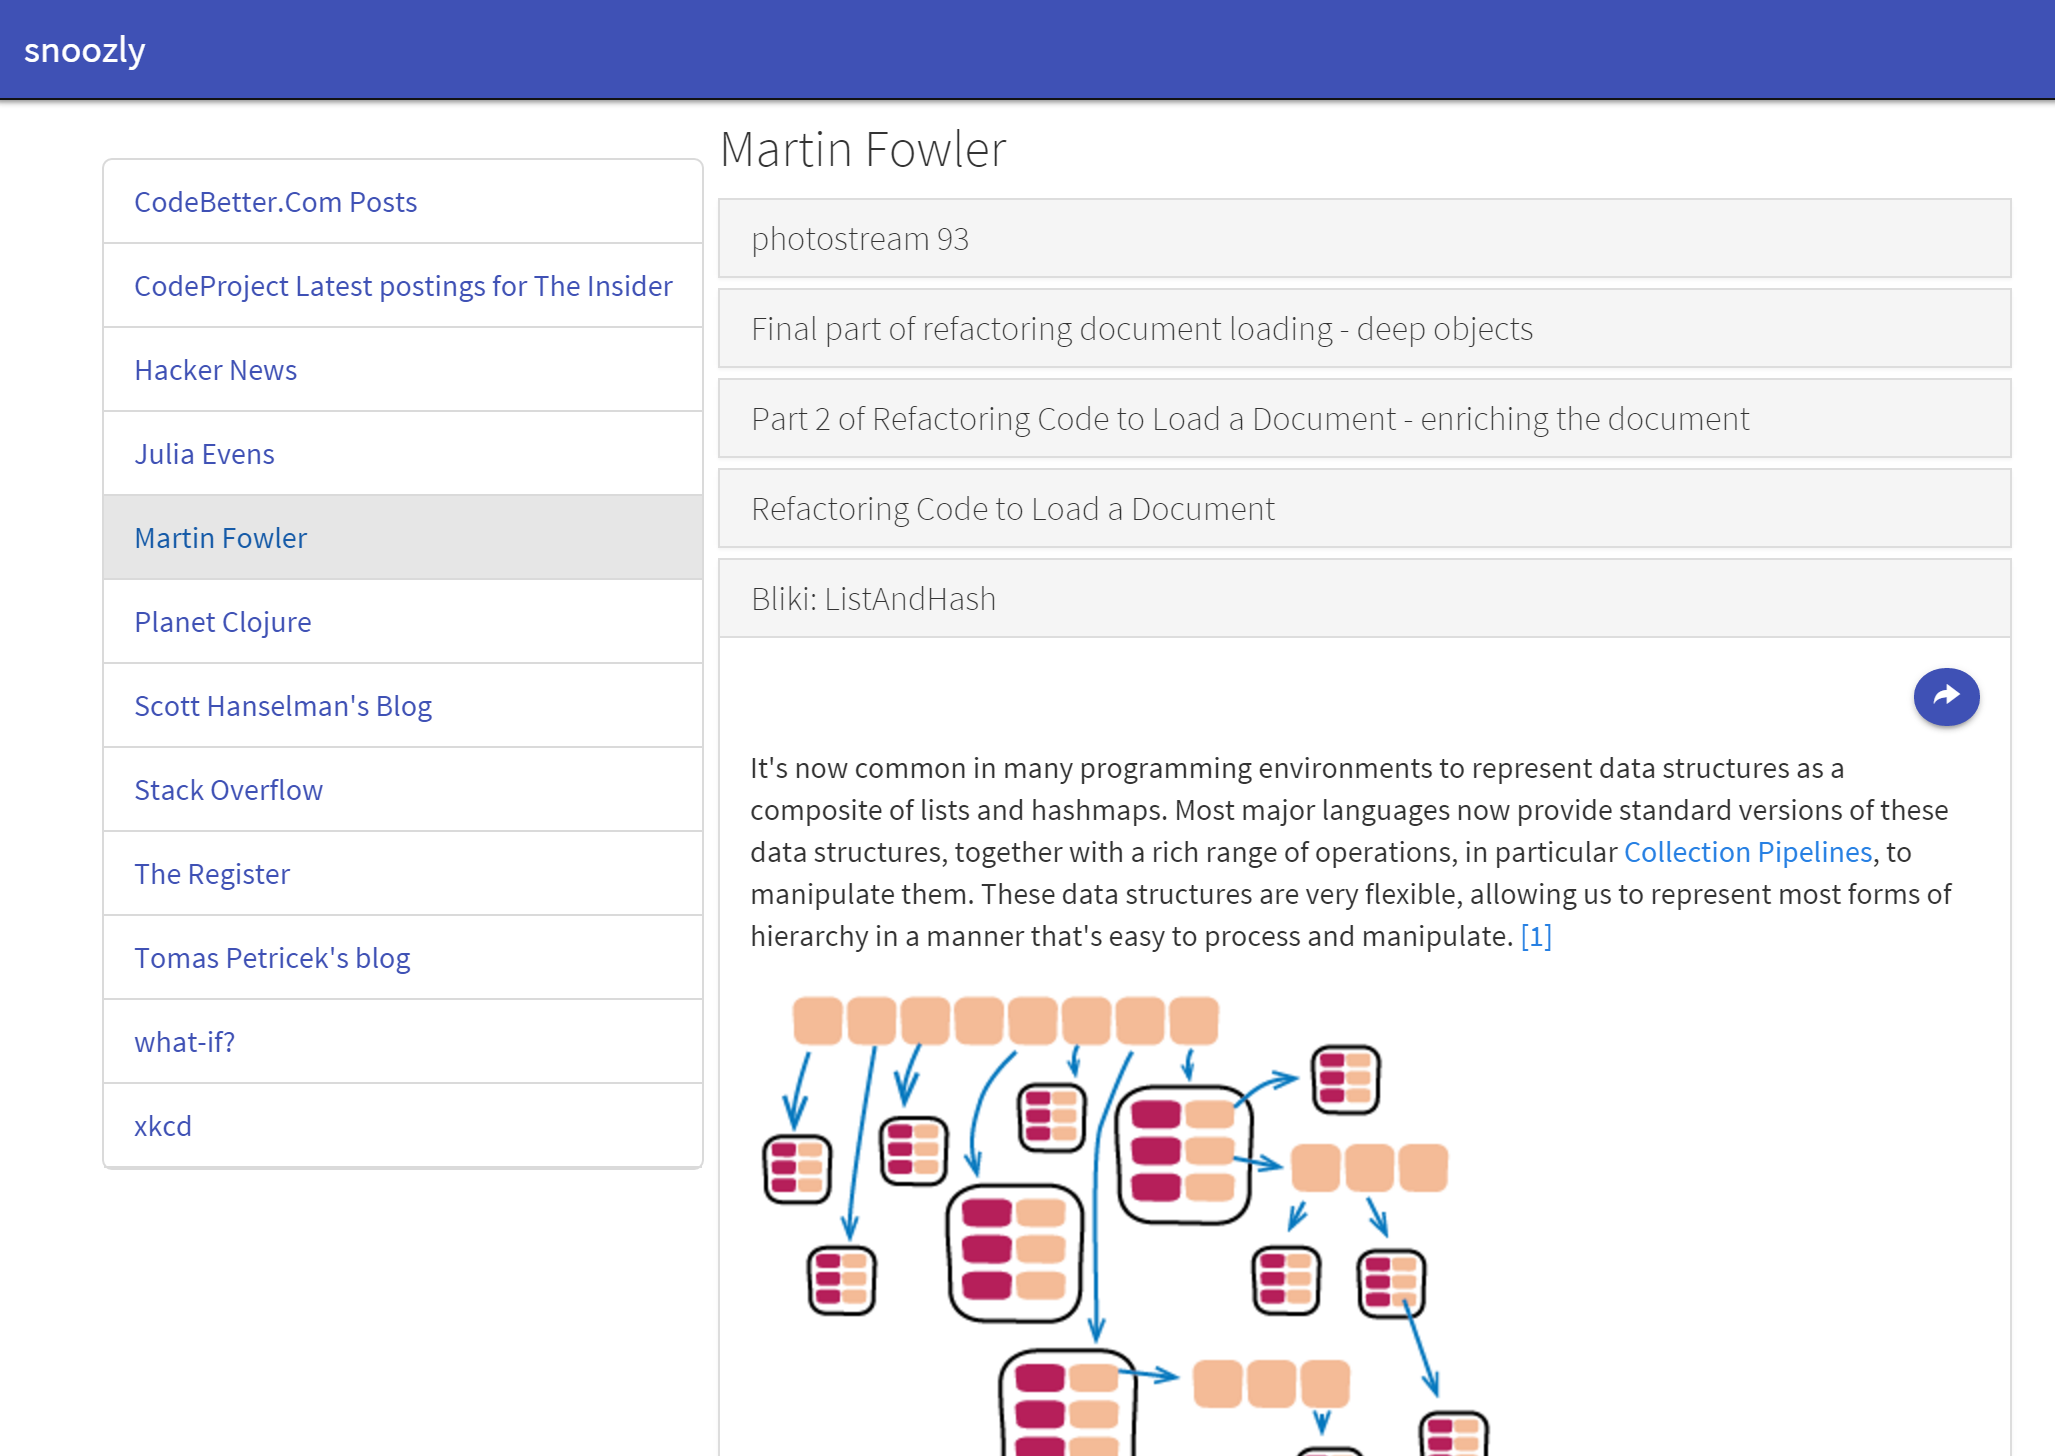 snoozly
CodeBetter.Com Posts
CodeProject Latest postings for The Insider
Hacker News
Julia Evens
Martin Fowler
Planet Clojure
Scott Hanselman's Blog
Stack Overflow
The Register
Tomas Petricek's blog
what-if?
xkcd
Martin Fowler
photostream 93
Final part of refactoring document loading - deep objects
Part 2 of Refactoring Code to Load a Document - enriching the document
Refactoring Code to Load a Document
Bliki: ListAndHash
It's now common in many programming environments to represent data structures as a
composite of lists and hashmaps. Most major languages now provide standard versions of these
data structures, together with a rich range of operations, in particular Collection Pipelines, to
manipulate them. These data structures are very flexible, allowing us to represent most forms of
hierarchy in a manner that's easy to process and manipulate. [1]